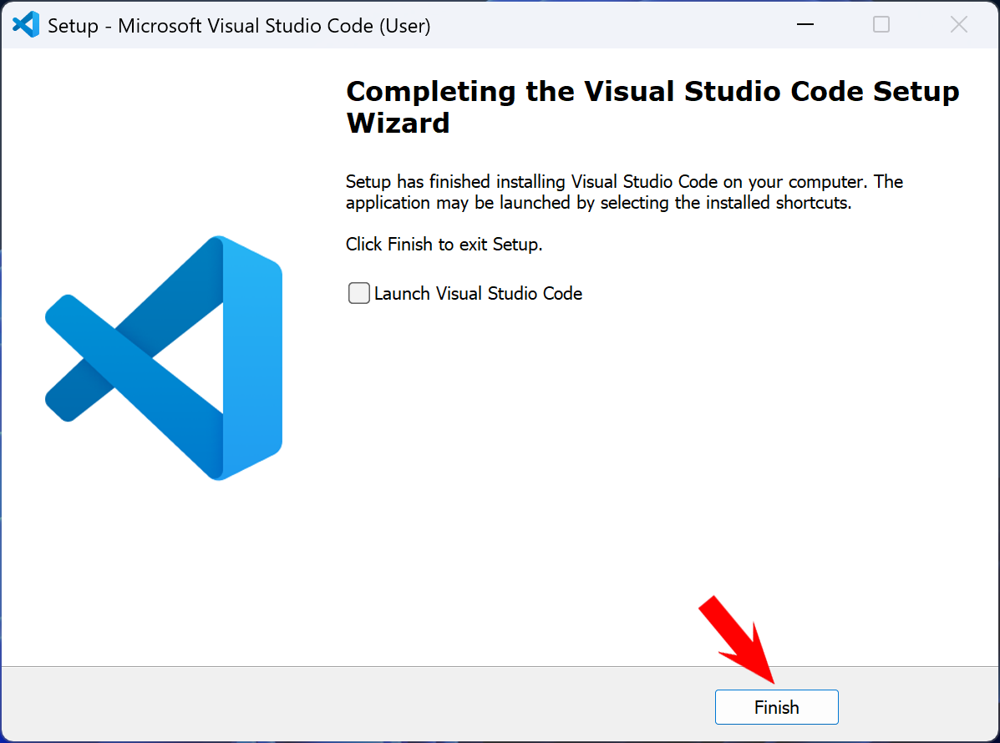 Setup - Microsoft Visual Studio Code (User)
Completing the Visual Studio Code Setup
Wizard
Setup has finished installing Visual Studio Code on your computer. The
application may be launched by selecting the installed shortcuts.
Click Finish to exit Setup.
Launch Visual Studio Code
Finish